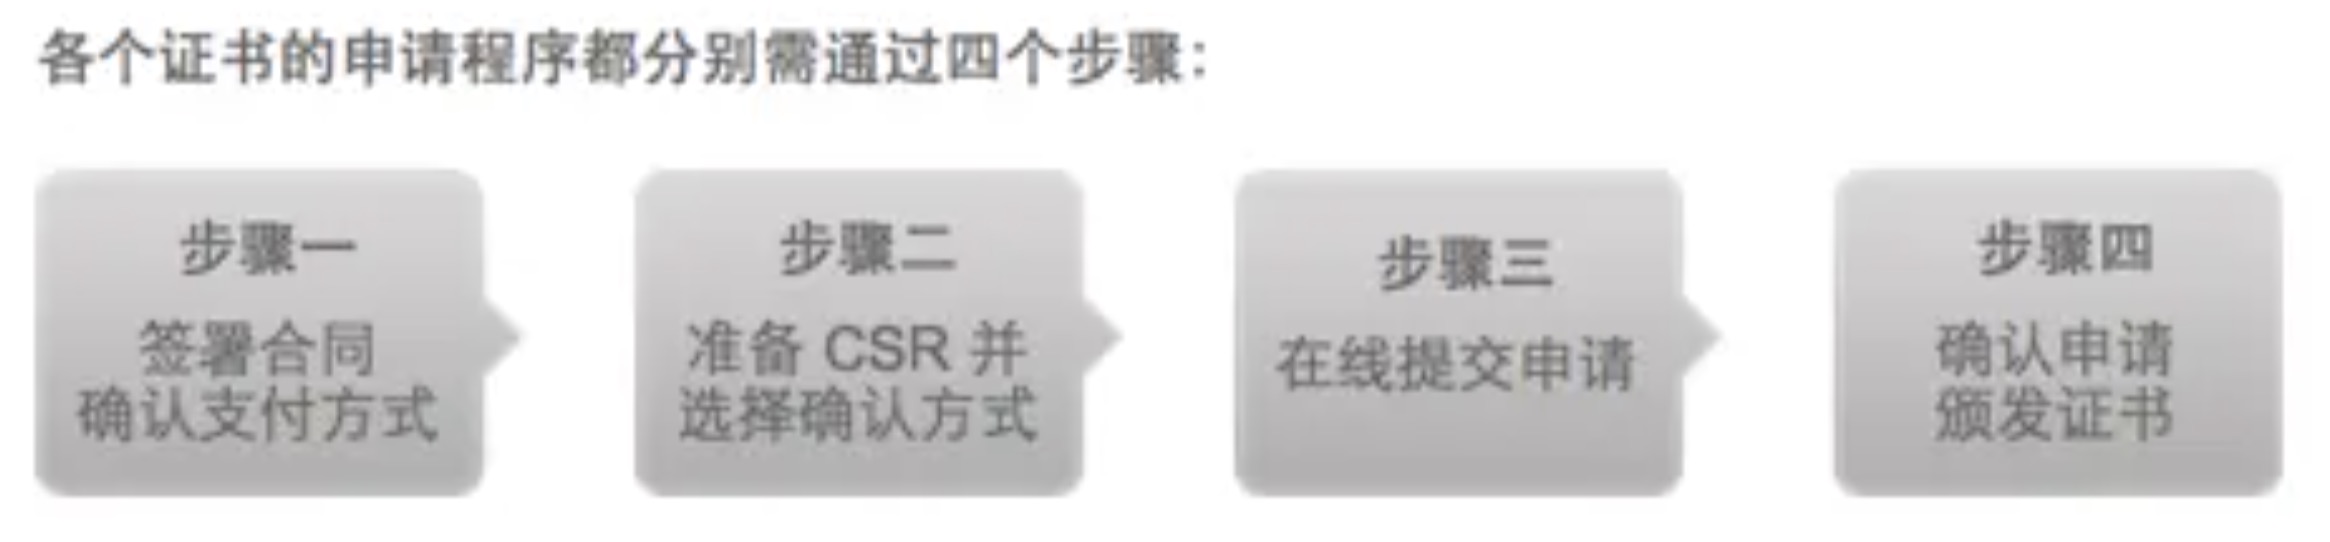 各个证书的申请程序都分别需通过四个步骤：
步骤一
签署合同
确认支付方式
步骤二
准备 CSR 并
选择确认方式
步骤三
在线提交申请
步骤四
确认申请
颁发证书